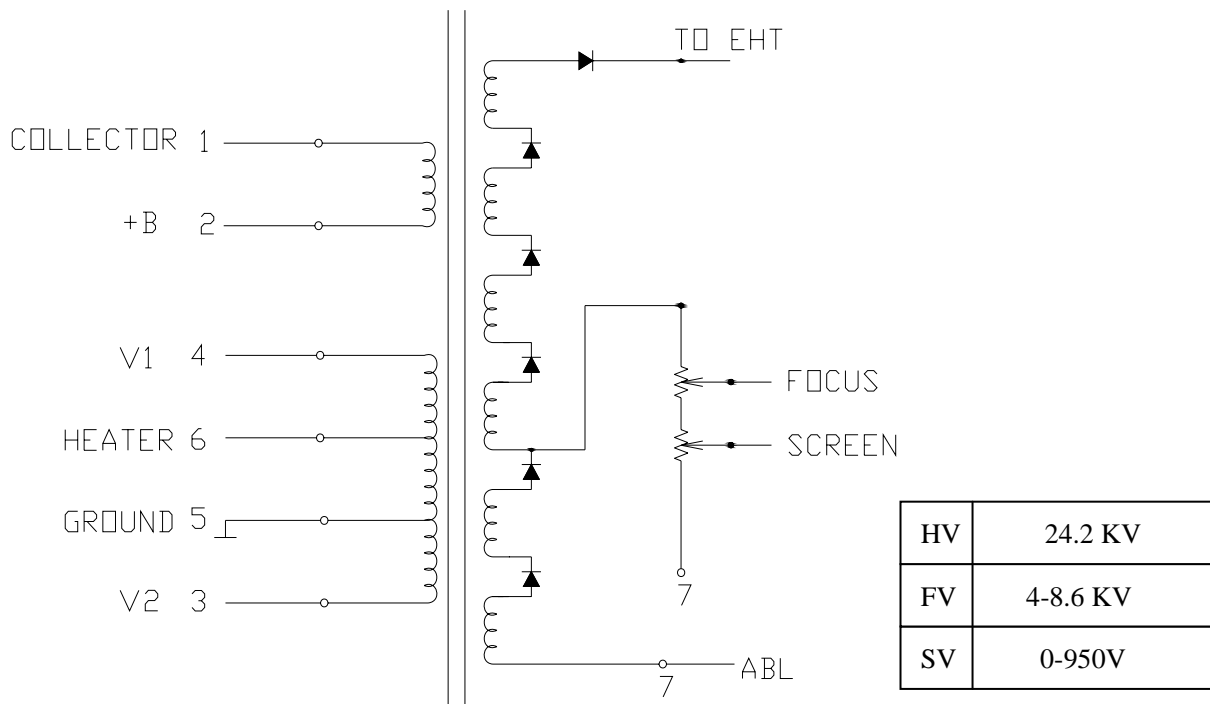 TO EHT
COLLECTOR 1
+B 2
V1 4
HEATER 6
GROUND 5
V2 3
FOCUS
SCREEN
7
7
ABL
HV 24.2 KV
FV 4-8.6 KV
SV 0-950V